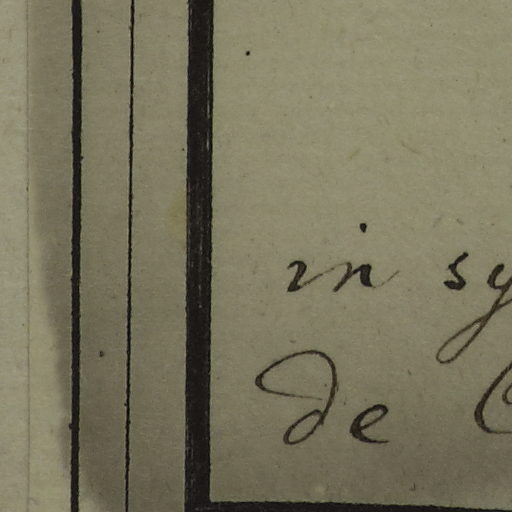 in sy
de C